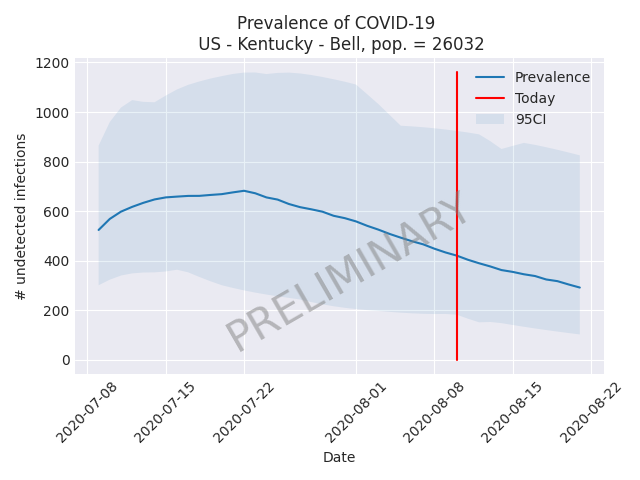 Prevalence of COVID-19
US - Kentucky - Bell, pop. = 26032
# undetected infections
1200
1000
800
600
400
200
0
Prevalence
Today
95CI
PRELIMINARY
2020-07-08
2020-07-15
2020-07-22
2020-08-01
2020-08-08
2020-08-15
2020-08-22
Date